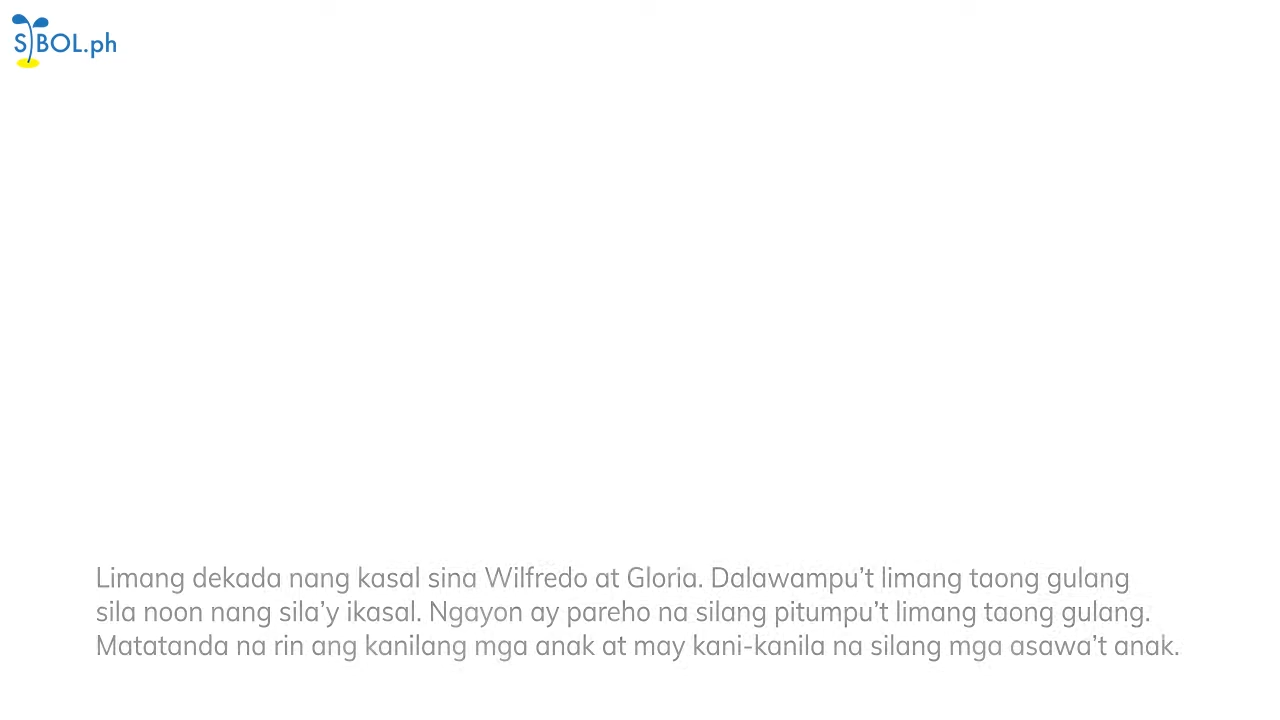 SIBOL.ph
Limang dekada nang kasal sina Wilfredo at Gloria. Dalawampu’t limang taong gulang
sila noon nang sila’y ikasal. Ngayon ay pareho na silang pitumpu’t limang taong gulang.
Matatanda na rin ang kanilang mga anak at may kani-kanila na silang mga asawa’t anak.